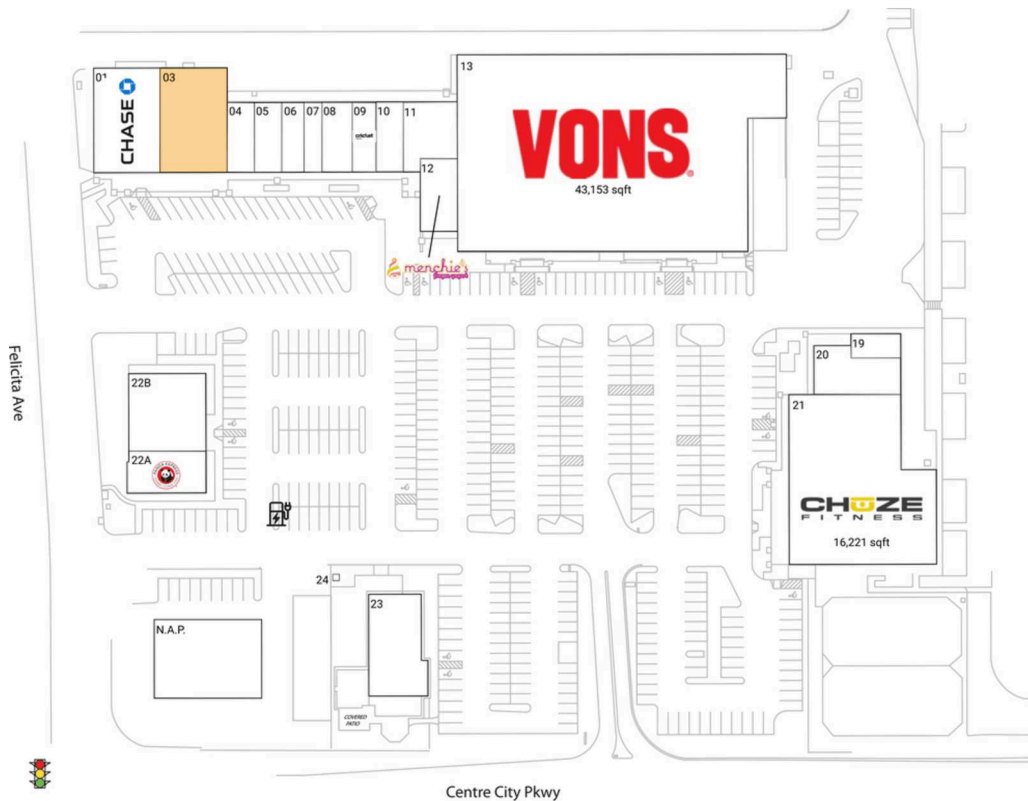 01
CHASE
03
04
05
06
07
08
09
cricket
10
11
12
13
VONS
43,153 sqft
menchie's
Felicita Ave
22B
22A
19
20
21
CHUZE
FITNESS
16,221 sqft
24
23
N.A.P.
COVERED
PATIO
Centre City Pkwy